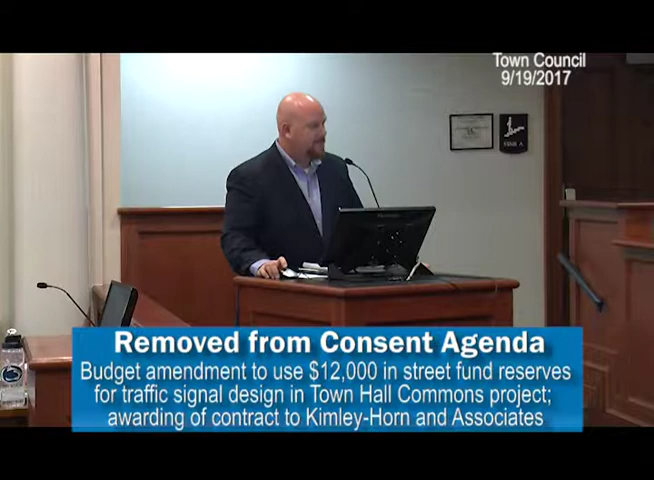 Town Council
9/19/2017
Removed from Consent Agenda
Budget amendment to use $12,000 in street fund reserves
for traffic signal design in Town Hall Commons project;
awarding of contract to Kimley-Horn and Associates